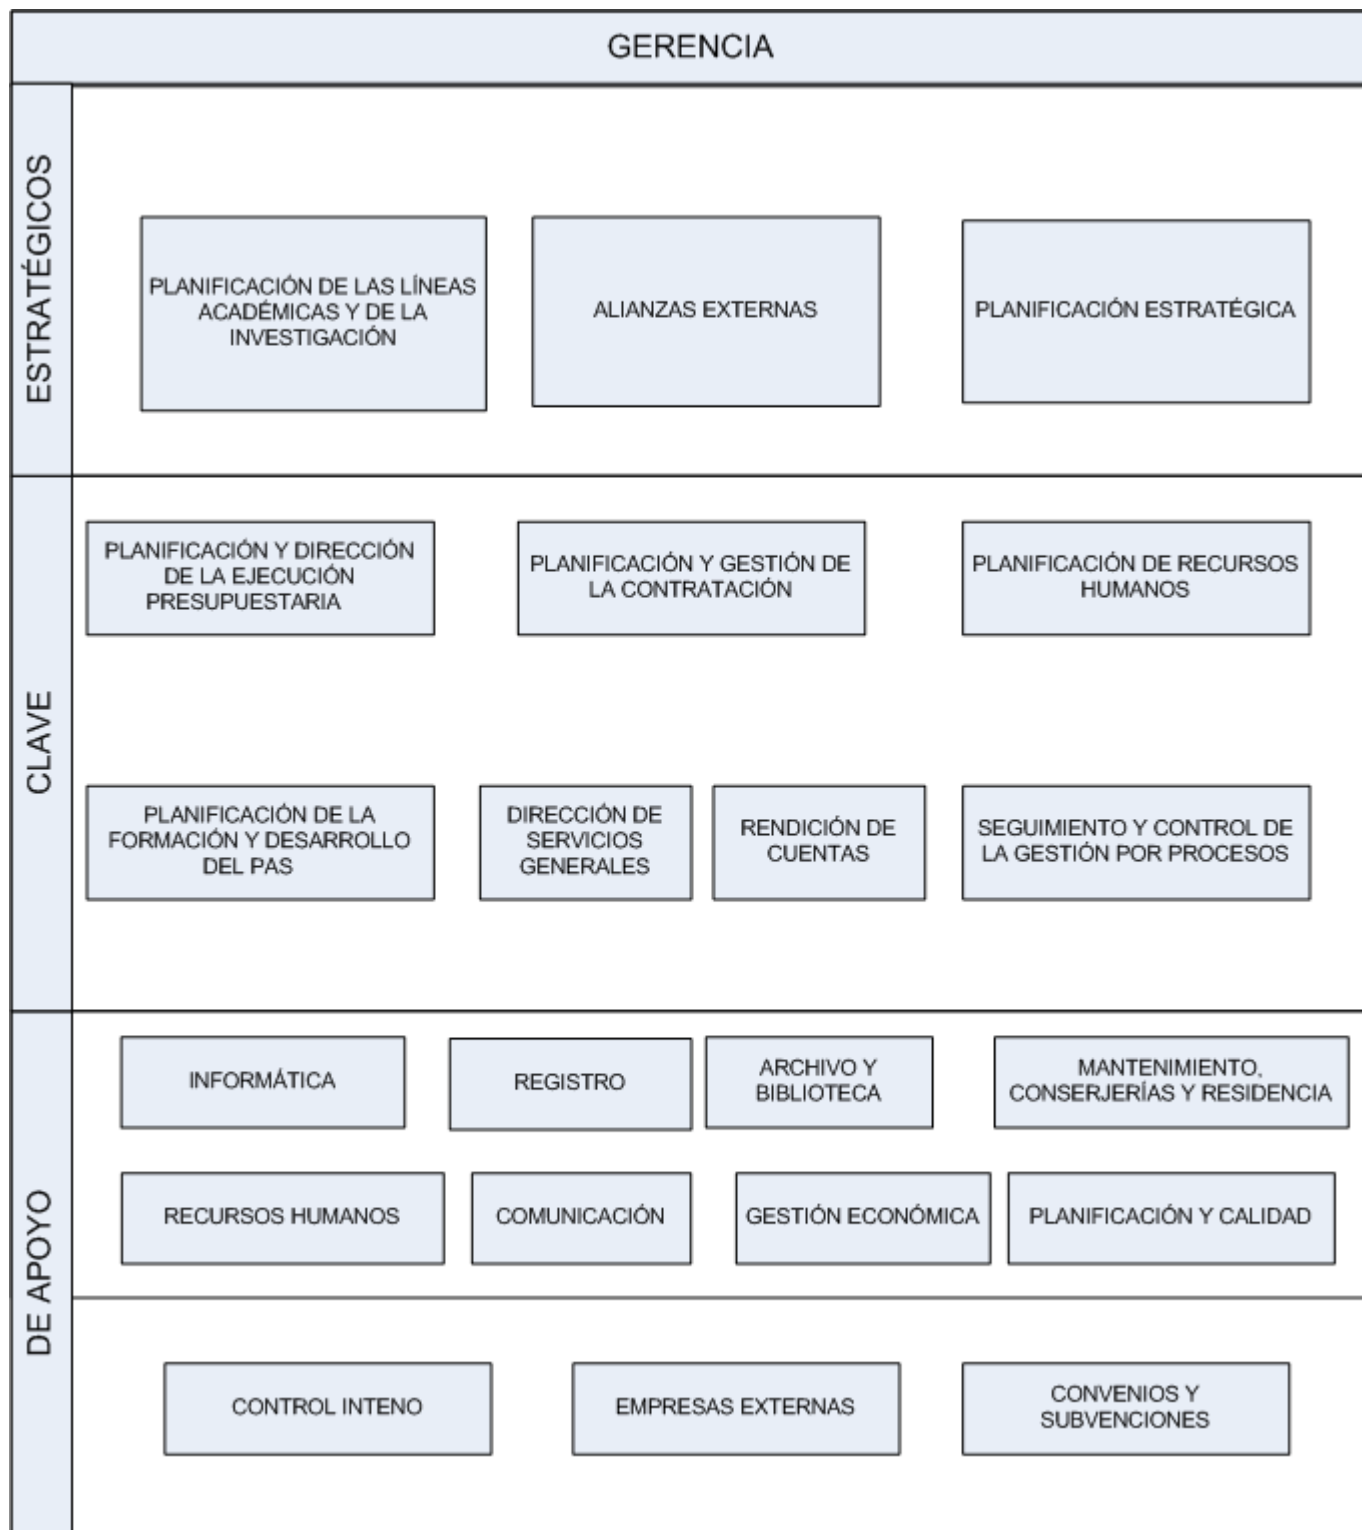 GERENCIA
ESTRATÉGICOS
PLANIFICACIÓN DE LAS LÍNEAS
ACADÉMICAS Y DE LA
INVESTIGACIÓN
ALIANZAS EXTERNAS
PLANIFICACIÓN ESTRATÉGICA
CLAVE
PLANIFICACIÓN Y DIRECCIÓN
DE LA EJECUCIÓN
PRESUPUESTARIA
PLANIFICACIÓN Y GESTIÓN DE
LA CONTRATACIÓN
PLANIFICACIÓN DE RECURSOS
HUMANOS
PLANIFICACIÓN DE LA
FORMACIÓN Y DESARROLLO
DEL PAS
DIRECCIÓN DE
SERVICIOS
GENERALES
RENDICIÓN DE
CUENTAS
SEGUIMIENTO Y CONTROL DE
LA GESTIÓN POR PROCESOS
DE APOYO
INFORMÁTICA
REGISTRO
ARCHIVO Y
BIBLIOTECA
MANTENIMIENTO,
CONSERJERÍAS Y RESIDENCIA
RECURSOS HUMANOS
COMUNICACIÓN
GESTIÓN ECONÓMICA
PLANIFICACIÓN Y CALIDAD
CONTROL INTENO
EMPRESAS EXTERNAS
CONVENIOS Y
SUBVENCIONES